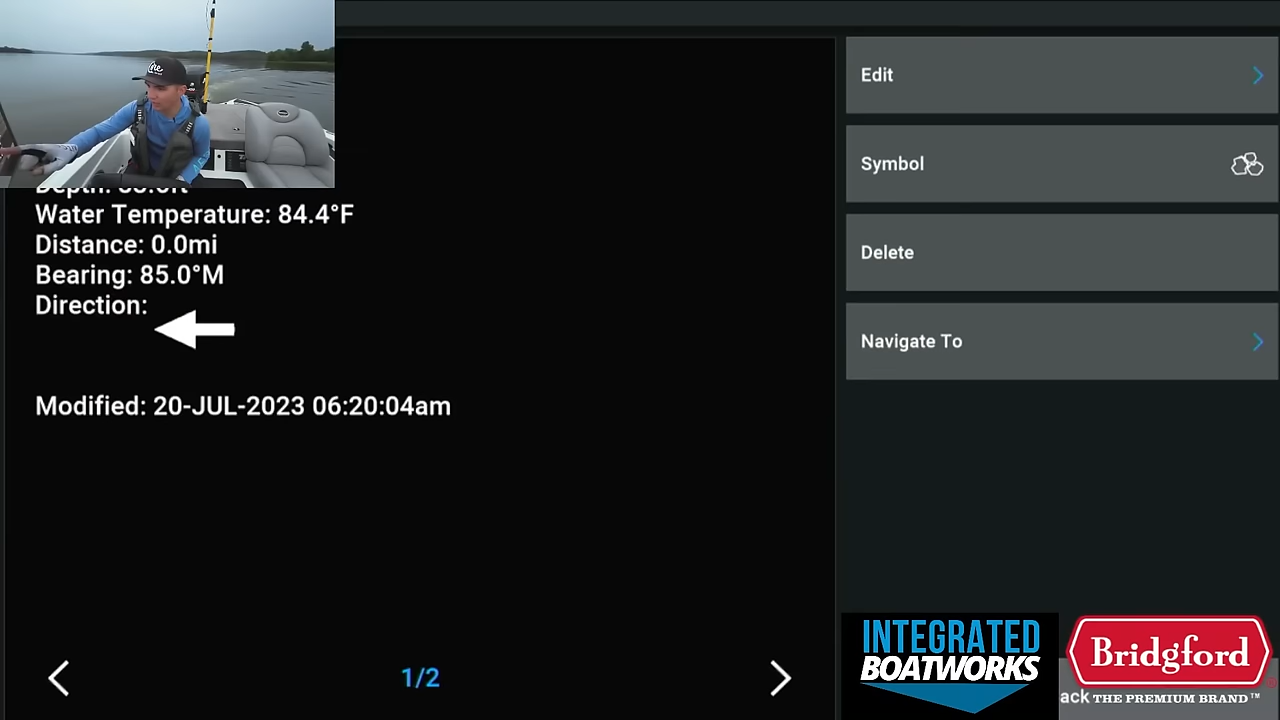 Water Temperature: 84.4°F
Distance: 0.0mi
Bearing: 85.0°M
Direction:
Modified: 20-JUL-2023 06:20:04am
1/2
Edit
Symbol
Delete
Navigate To
INTEGRATED
BOATWORKS
Bridgford
®
ack THE PREMIUM BRAND™